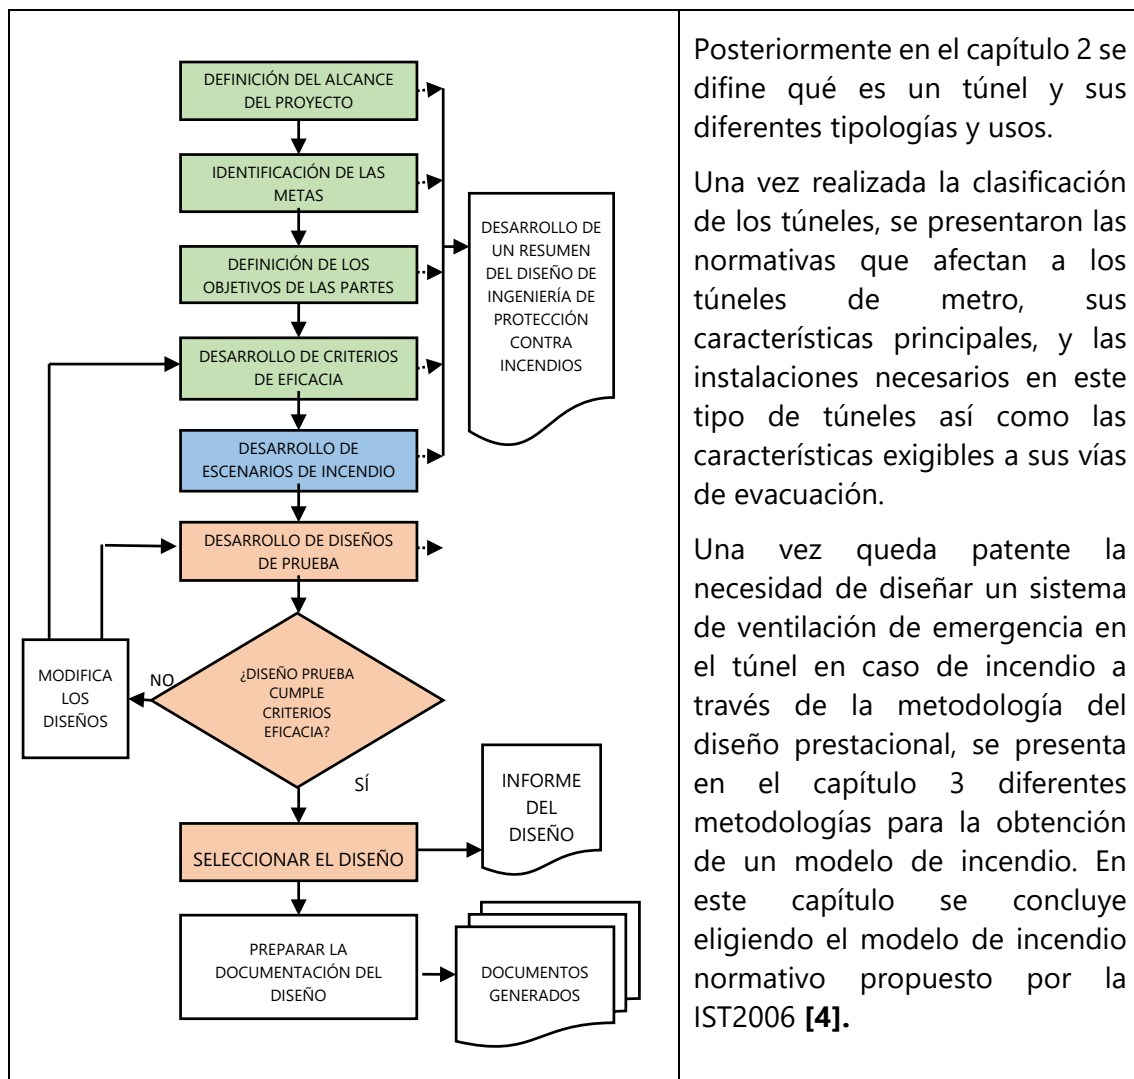 DEFINICIÓN DEL ALCANCE
DEL PROYECTO
IDENTIFICACIÓN DE LAS
METAS
DEFINICIÓN DE LOS
OBJETIVOS DE LAS PARTES
DESARROLLO DE CRITERIOS
DE EFICACIA
DESARROLLO DE
ESCENARIOS DE INCENDIO
DESARROLLO DE DISEÑOS
DE PRUEBA
DESARROLLO DE
UN RESUMEN
DEL DISEÑO DE
INGENIERÍA DE
PROTECCIÓN
CONTRA
INCENDIOS
MODIFICA
LOS
DISEÑOS
NO
¿DISEÑO PRUEBA
CUMPLE
CRITERIOS
EFICACIA?
SÍ
SELECCIONAR EL DISEÑO
INFORME
DEL
DISEÑO
PREPARAR LA
DOCUMENTACIÓN DEL
DISEÑO
DOCUMENTOS
GENERADOS
Posteriormente en el capítulo 2 se
difine qué es un túnel y sus
diferentes tipologías y usos.
Una vez realizada la clasificación
de los túneles, se presentaron las
normativas que afectan a los
túneles de metro, sus
características principales, y las
instalaciones necesarios en este
tipo de túneles así como las
características exigibles a sus vías
de evacuación.
Una vez queda patente la
necesidad de diseñar un sistema
de ventilación de emergencia en
el túnel en caso de incendio a
través de la metodología del
diseño prestacional, se presenta
en el capítulo 3 diferentes
metodologías para la obtención
de un modelo de incendio. En
este capítulo se concluye
eligiendo el modelo de incendio
normativo propuesto por la
IST2006 [4].